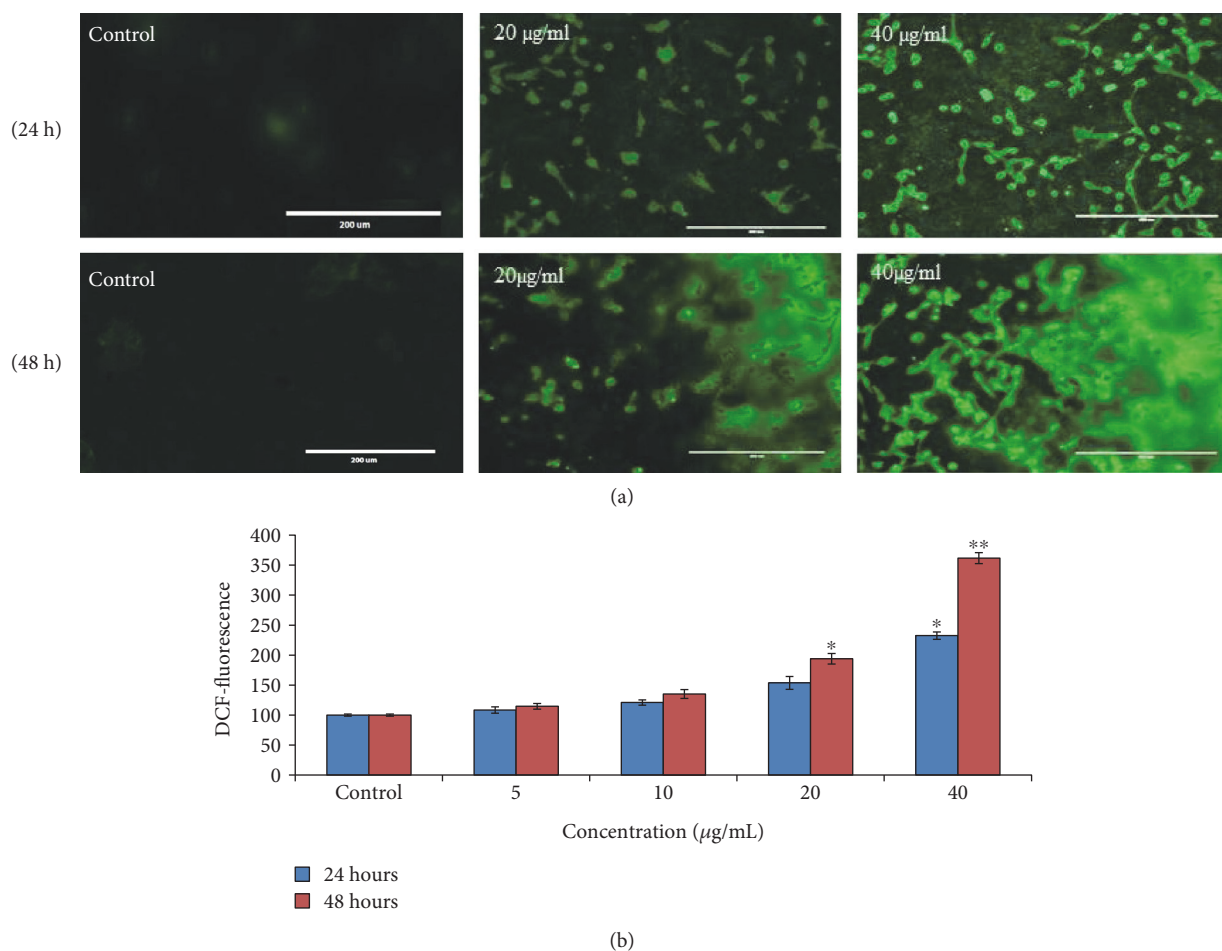 Control
20 µg/ml
40 µg/ml
(24 h)
200 um
Control
20µg/ml
40µg/ml
(48 h)
200 um
(a)
400
350
300
250
200
150
100
50
0
DCF-fluorescence
*
*
**
Control
5
10
20
40
Concentration (µg/mL)
24 hours
48 hours
(b)